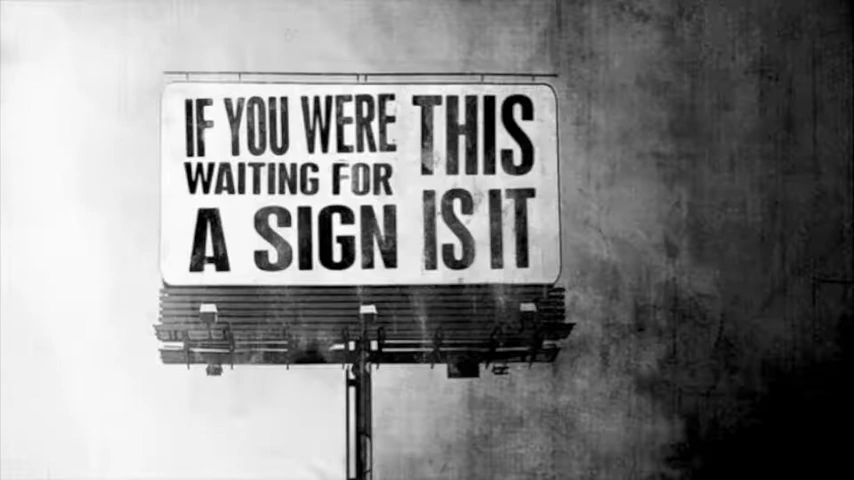 IF YOU WERE
WAITING FOR
A SIGN
THIS
IS IT